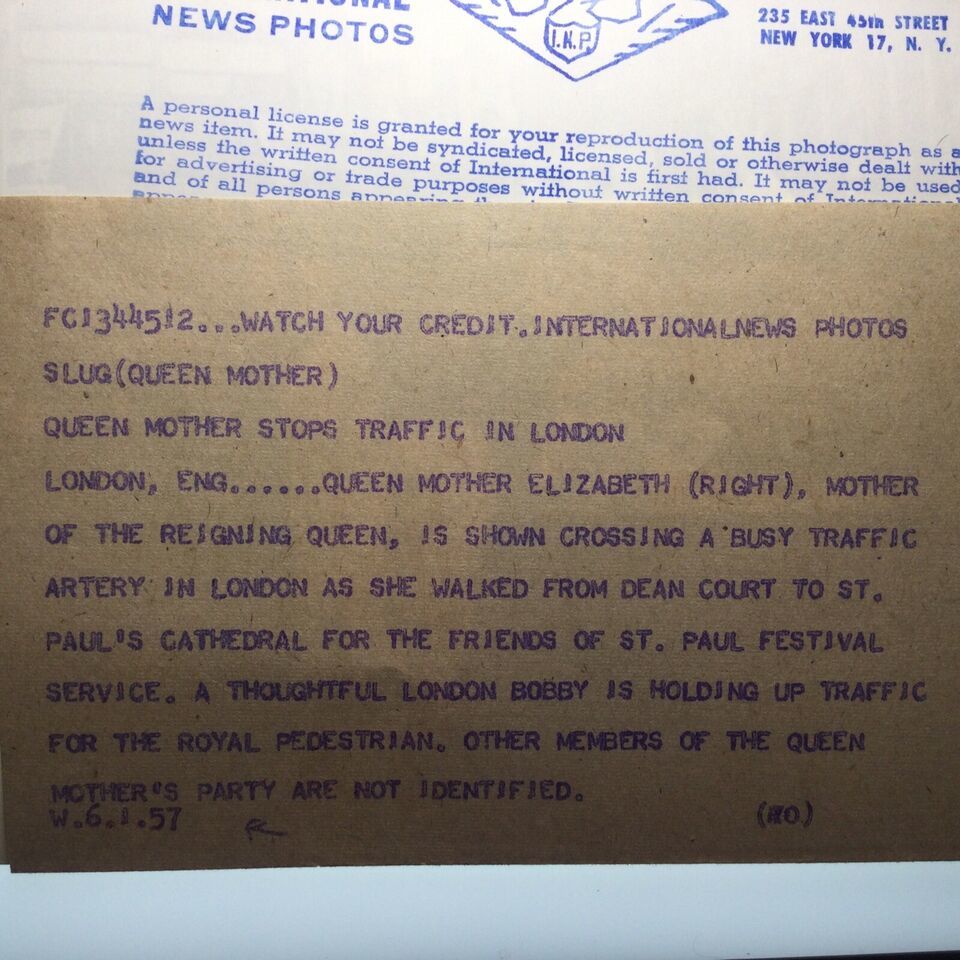 NEWS PHOTOS
I.N.P.
235 EAST 45th STREET
NEW YORK 17, N. Y.
A personal license is granted for your reproduction of this photograph as a
news item. It may not be syndicated, licensed, sold or otherwise dealt with
unless the written consent of International is first had. It may not be used
for advertising or trade purposes without written consent of International
and of all persons appearing
FC1344512...WATCH YOUR CREDIT.INTERNATIONALNEWS PHOTOS
SLUG(QUEEN MOTHER)
QUEEN MOTHER STOPS TRAFFIC IN LONDON
LONDON, ENG......QUEEN MOTHER ELIZABETH (RIGHT), MOTHER
OF THE REIGNING QUEEN, IS SHOWN CROSSING A BUSY TRAFFIC
ARTERY IN LONDON AS SHE WALKED FROM DEAN COURT TO ST.
PAUL'S CATHEDRAL FOR THE FRIENDS OF ST. PAUL FESTIVAL
SERVICE. A THOUGHTFUL LONDON BOBBY IS HOLDING UP TRAFFIC
FOR THE ROYAL PEDESTRIAN. OTHER MEMBERS OF THE QUEEN
MOTHER'S PARTY ARE NOT IDENTIFIED.
W.6.1.57